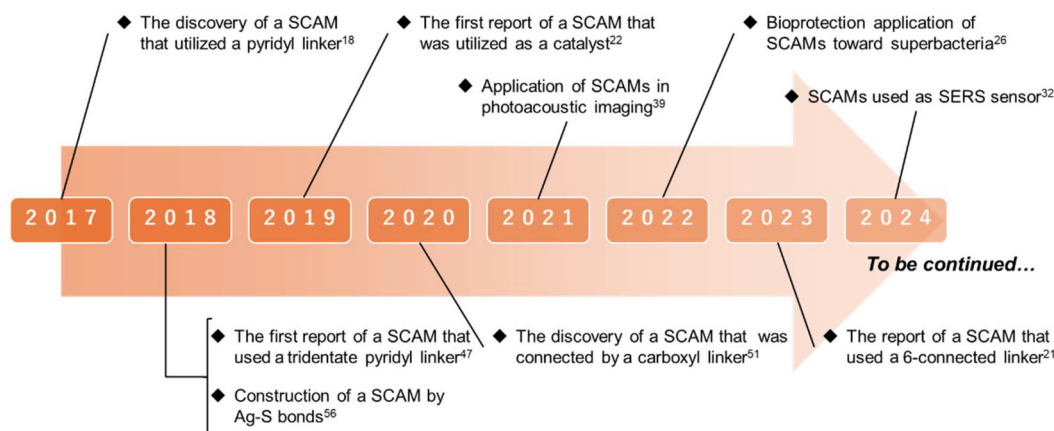 ◆ The discovery of a SCAM
that utilized a pyridyl linker¹⁸
◆ The first report of a SCAM that
was utilized as a catalyst²²
◆ Application of SCAMs in
photoacoustic imaging³⁹
◆ Bioprotection application of
SCAMs toward superbacteria²⁶
◆ SCAMs used as SERS sensor³²
2017
2018
2019
2020
2021
2022
2023
2024
To be continued…
◆ The first report of a SCAM that
used a tridentate pyridyl linker⁴⁷
◆ Construction of a SCAM by
Ag-S bonds⁵⁶
◆ The discovery of a SCAM that was
connected by a carboxyl linker⁵¹
◆ The report of a SCAM that
used a 6-connected linker²¹